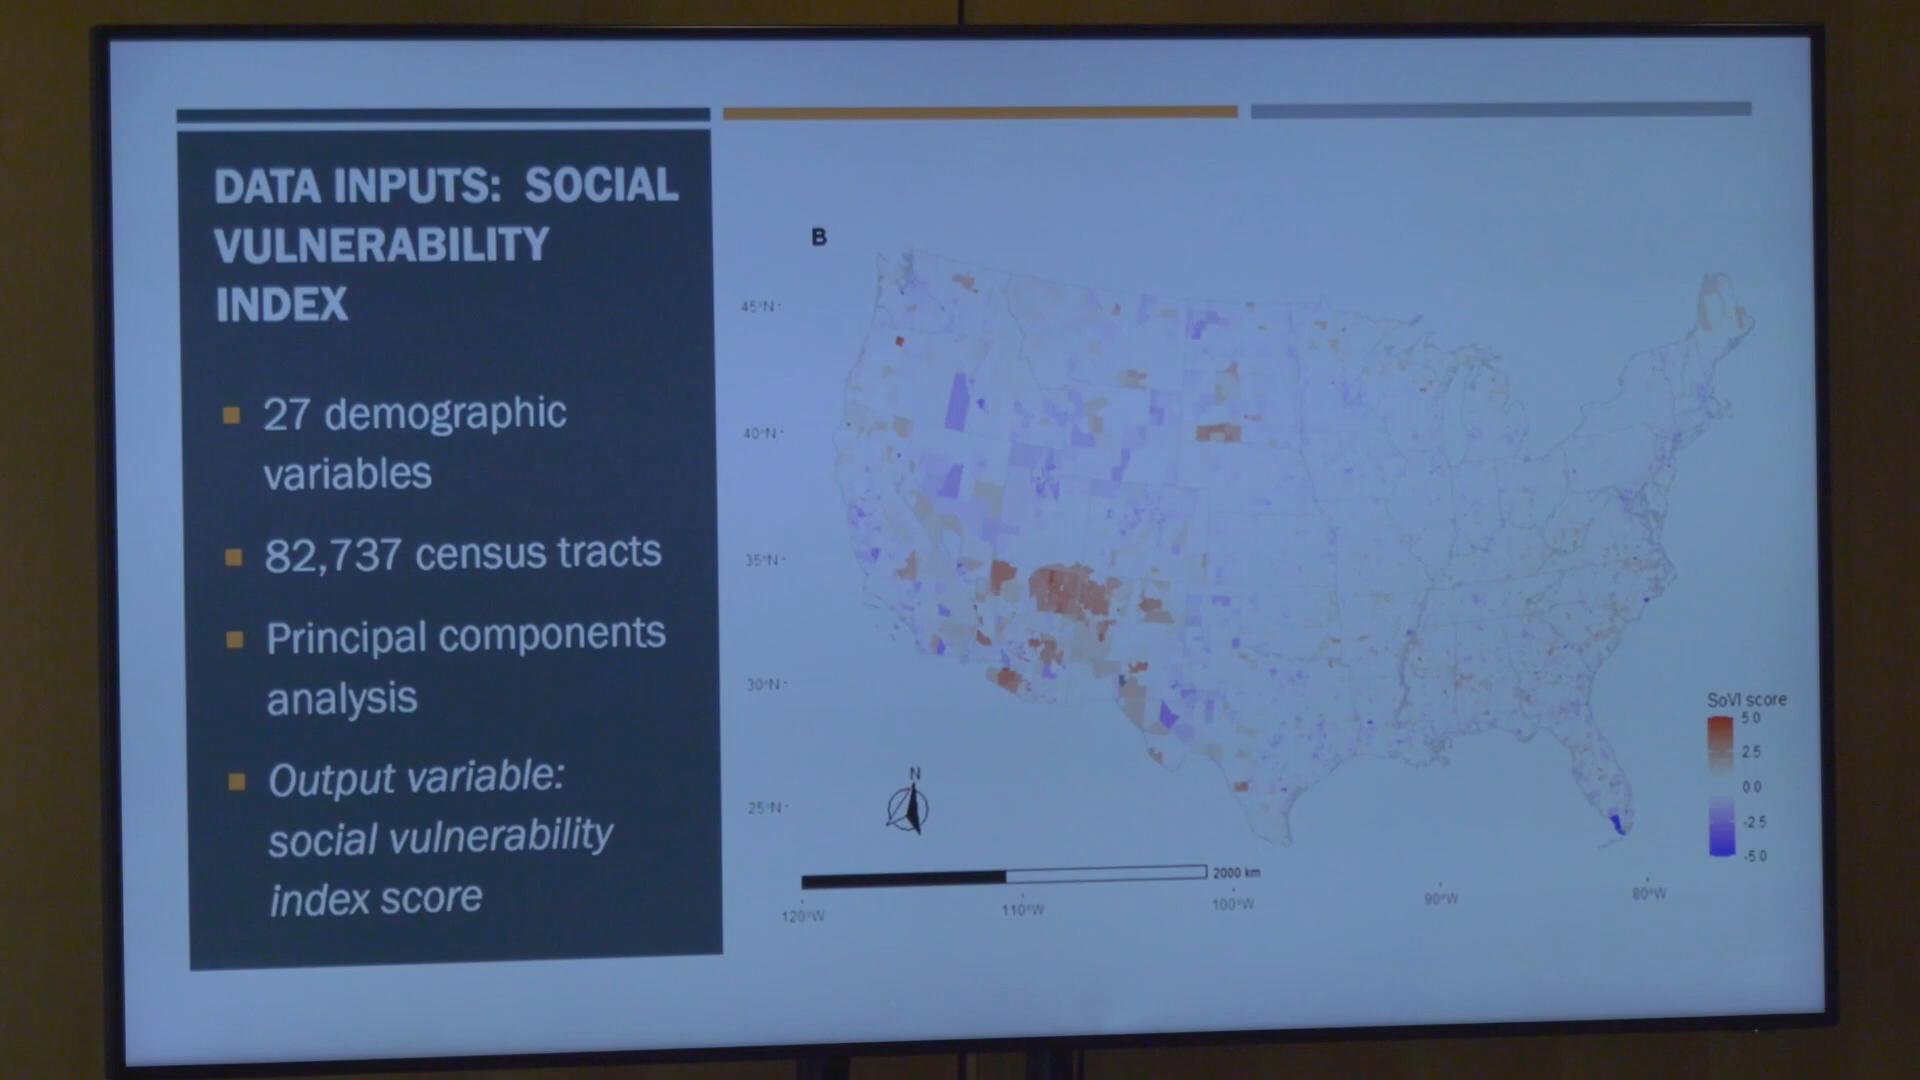 DATA INPUTS: SOCIAL
VULNERABILITY
INDEX
27 demographic
variables
82,737 census tracts
Principal components
analysis
Output variable:
social vulnerability
index score
B
45°N
40°N
35°N
30°N
25°N
N
2000 km
120°W
110°W
100°W
90°W
80°W
SoVI score
5.0
2.5
0.0
-2.5
-5.0